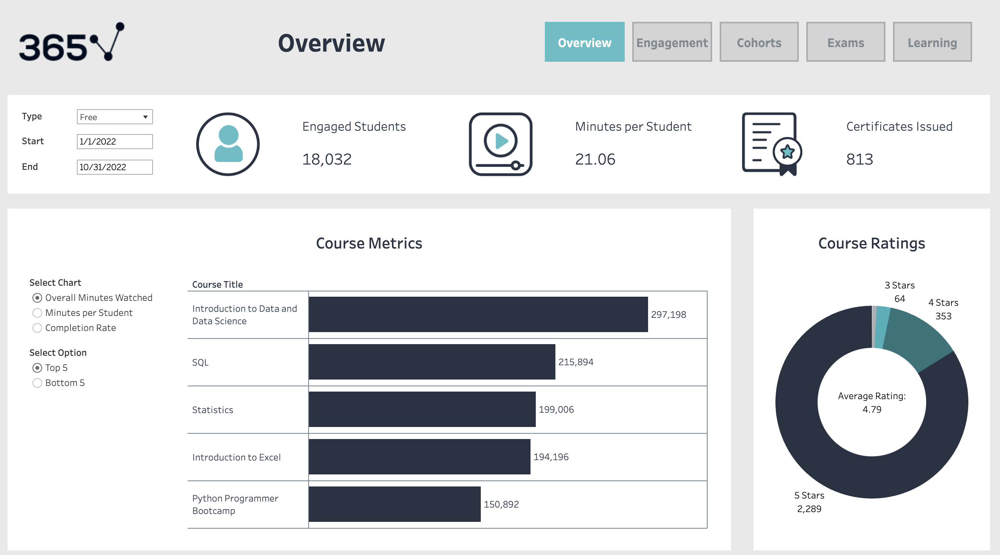 365
Overview
Overview
Engagement
Cohorts
Exams
Learning
Type
Free
Start
1/1/2022
End
10/31/2022
Engaged Students
18,032
Minutes per Student
21.06
Certificates Issued
813
Course Metrics
Select Chart
Overall Minutes Watched
Minutes per Student
Completion Rate
Select Option
Top 5
Bottom 5
Course Title
Introduction to Data and
Data Science
297,198
SQL
215,894
Statistics
199,006
Introduction to Excel
194,196
Python Programmer
Bootcamp
150,892
Course Ratings
3 Stars
64
4 Stars
353
Average Rating:
4.79
5 Stars
2,289